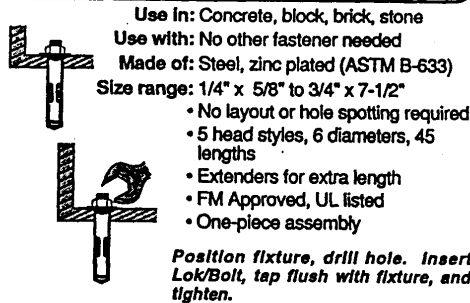 Use in: Concrete, block, brick, stone
Use with: No other fastener needed
Made of: Steel, zinc plated (ASTM B-633)
Size range: 1/4" x 5/8" to 3/4" x 7-1/2"
• No layout or hole spotting required
• 5 head styles, 6 diameters, 45
lengths
• Extenders for extra length
• FM Approved, UL listed
• One-piece assembly
Position fixture, drill hole. Insert
Lok/Bolt, tap flush with fixture, and
tighten.